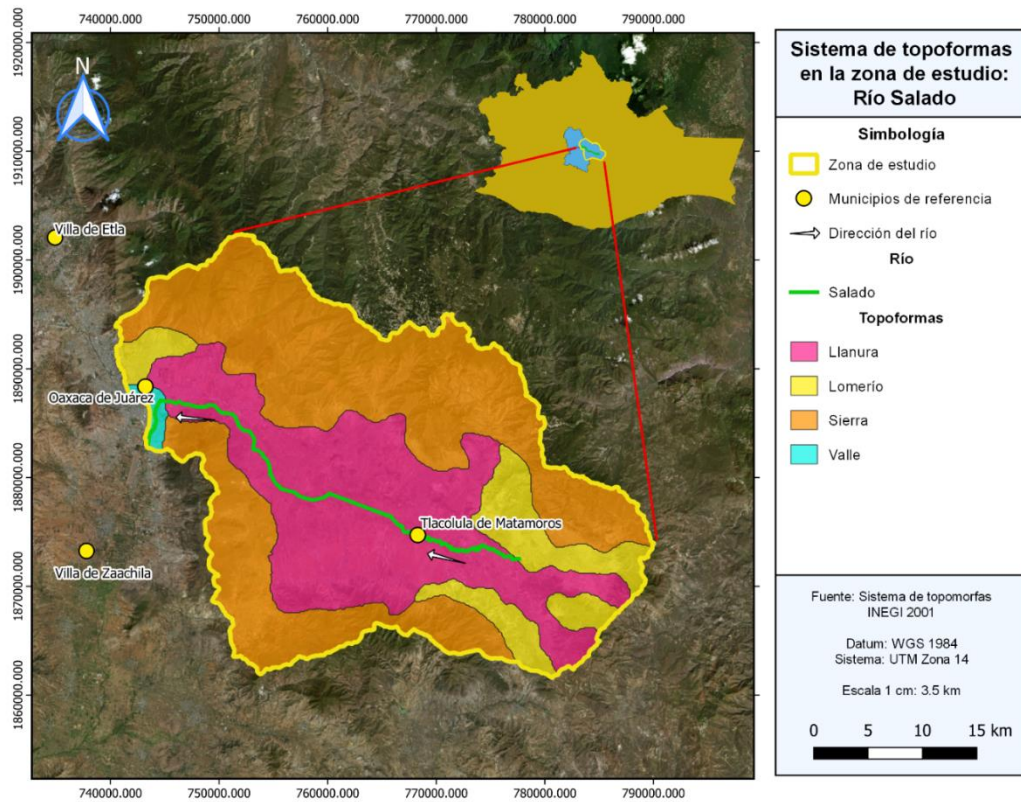 740000.000 750000.000 760000.000 770000.000 780000.000 790000.000
1920000.000
1910000.000
1900000.000
1890000.000
1880000.000
1870000.000
1860000.000
N
Villa de Etla
Oaxaca de Juárez
Tlacolula de Matamoros
Villa de Zaachila
740000.000 750000.000 760000.000 770000.000 780000.000 790000.000
Sistema de topoformas
en la zona de estudio:
Río Salado
Simbología
Zona de estudio
Municipios de referencia
Dirección del río
Río
Salado
Topoformas
Llanura
Lomerío
Sierra
Valle
Fuente: Sistema de topomorfas
INEGI 2001
Datum: WGS 1984
Sistema: UTM Zona 14
Escala 1 cm: 3.5 km
0 5 10 15 km